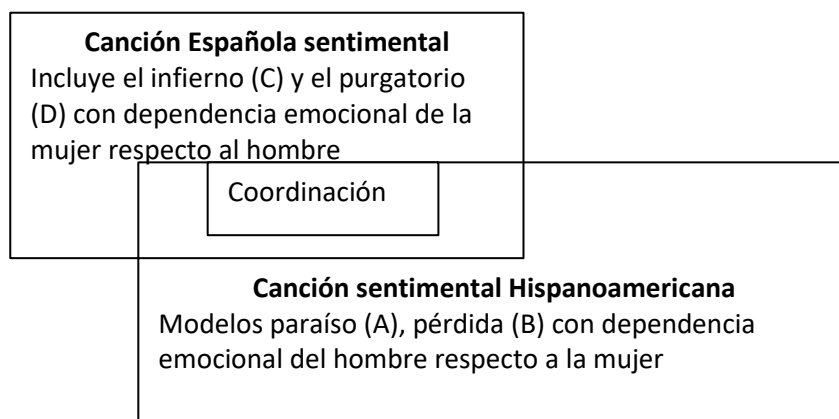 Canción Española sentimental
Incluye el infierno (C) y el purgatorio
(D) con dependencia emocional de la
mujer respecto al hombre
Coordinación
Canción sentimental Hispanoamericana
Modelos paraíso (A), pérdida (B) con dependencia
emocional del hombre respecto a la mujer